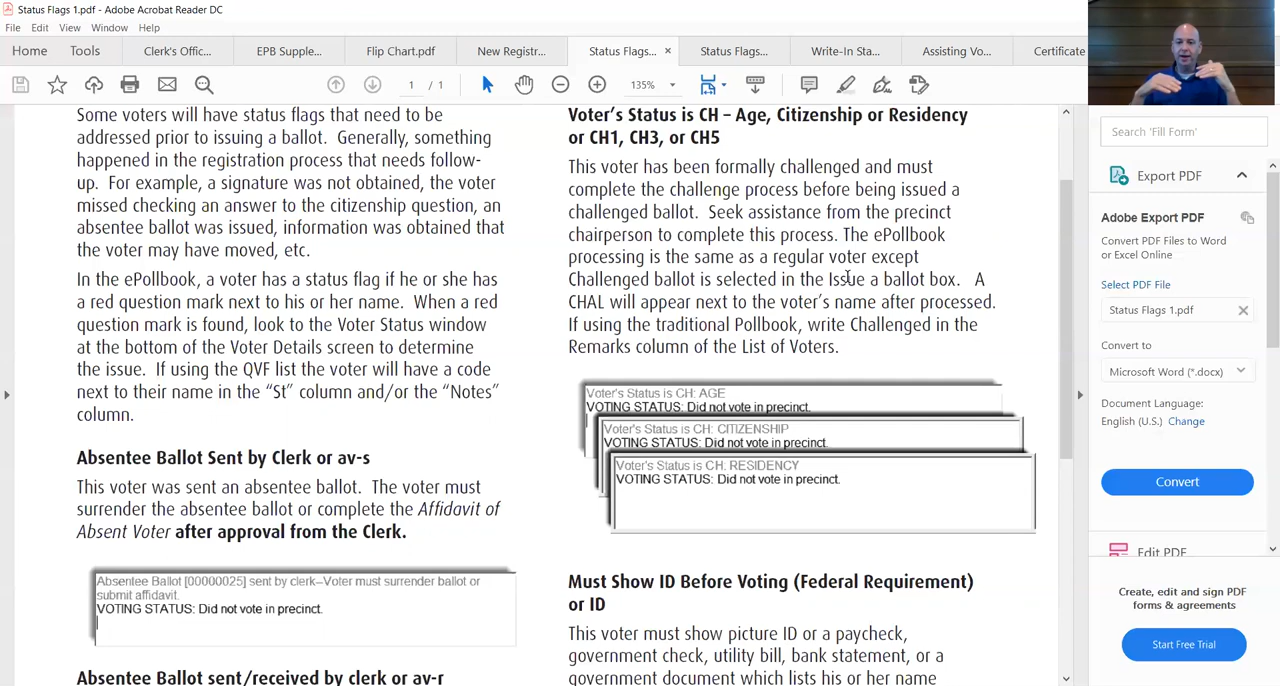 Status Flags 1.pdf - Adobe Acrobat Reader DC
File Edit View Window Help
Home Tools Clerk's Offic... EPB Supple... Flip Chart.pdf New Registr... Status Flags... × Status Flags... Write-In Sta... Assisting Vo... Certificate
1 / 1 135%
Some voters will have status flags that need to be
addressed prior to issuing a ballot. Generally, something
happened in the registration process that needs follow-
up. For example, a signature was not obtained, the voter
missed checking an answer to the citizenship question, an
absentee ballot was issued, information was obtained that
the voter may have moved, etc.
In the ePollbook, a voter has a status flag if he or she has
a red question mark next to his or her name. When a red
question mark is found, look to the Voter Status window
at the bottom of the Voter Details screen to determine
the issue. If using the QVF list the voter will have a code
next to their name in the “St” column and/or the “Notes”
column.
Absentee Ballot Sent by Clerk or av-s
This voter was sent an absentee ballot. The voter must
surrender the absentee ballot or complete the Affidavit of
Absent Voter after approval from the Clerk.
Absentee Ballot [00000025] sent by clerk--Voter must surrender ballot or
submit affidavit.
VOTING STATUS: Did not vote in precinct.
Absentee Ballot sent/received by clerk or av-r
Voter’s Status is CH – Age, Citizenship or Residency
or CH1, CH3, or CH5
This voter has been formally challenged and must
complete the challenge process before being issued a
challenged ballot. Seek assistance from the precinct
chairperson to complete this process. The ePollbook
processing is the same as a regular voter except
Challenged ballot is selected in the Issue a ballot box. A
CHAL will appear next to the voter’s name after processed.
If using the traditional Pollbook, write Challenged in the
Remarks column of the List of Voters.
Voter's Status is CH: AGE
VOTING STATUS: Did not vote in precinct.
Voter's Status is CH: CITIZENSHIP
VOTING STATUS: Did not vote in precinct.
Voter's Status is CH: RESIDENCY
VOTING STATUS: Did not vote in precinct.
Must Show ID Before Voting (Federal Requirement)
or ID
This voter must show picture ID or a paycheck,
government check, utility bill, bank statement, or a
government document which lists his or her name
Search 'Fill Form'
Export PDF
Adobe Export PDF
Convert PDF Files to Word
or Excel Online
Select PDF File
Status Flags 1.pdf
Convert to
Microsoft Word (*.docx)
Document Language:
English (U.S.) Change
Convert
Edit PDF
Create, edit and sign PDF
forms & agreements
Start Free Trial